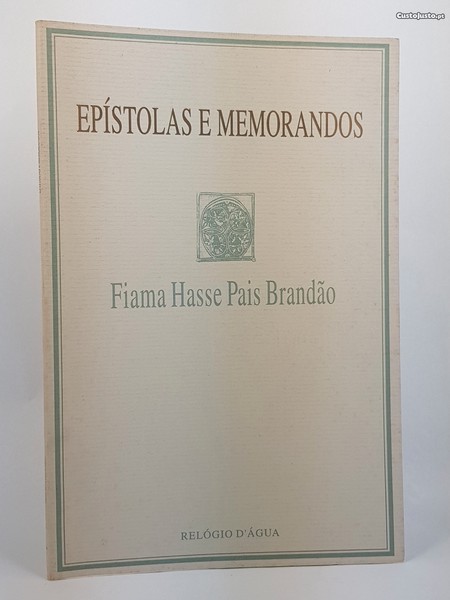 CustoJusto.pt
EPÍSTOLAS E MEMORANDOS
Fiama Hasse Pais Brandão
RELÓGIO D'ÁGUA